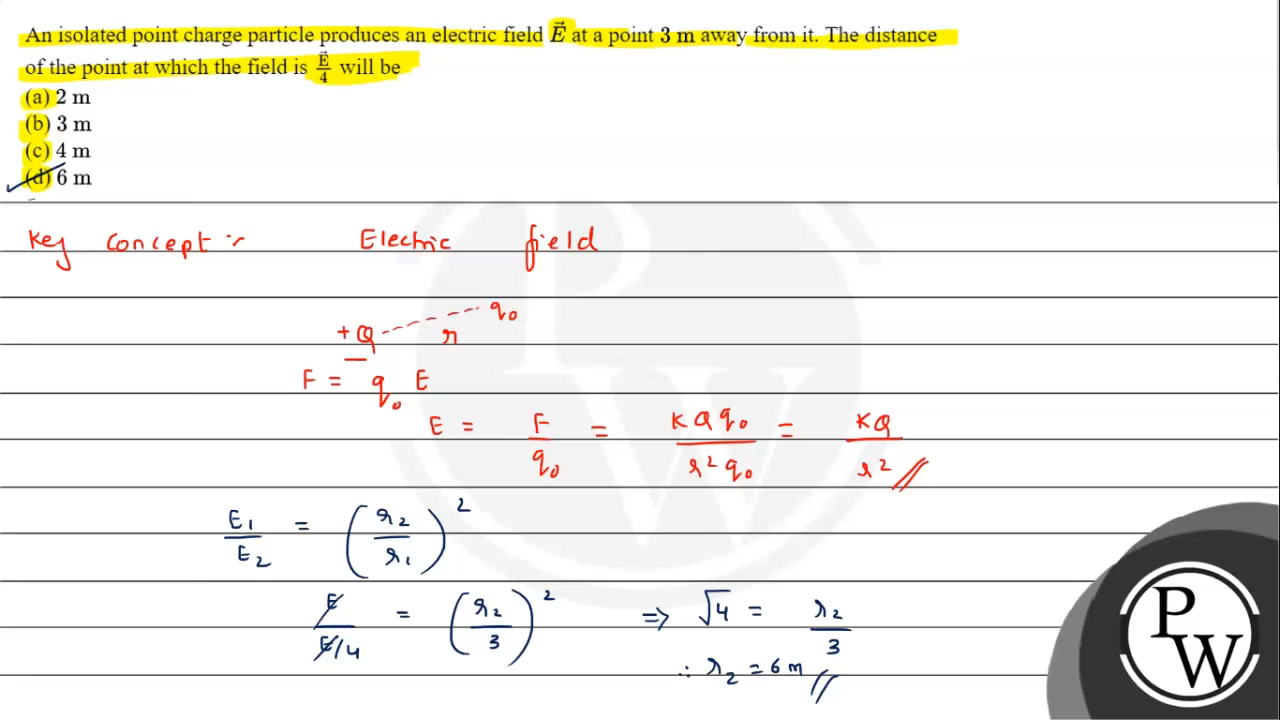 An isolated point charge particle produces an electric field E⃗ at a point 3 m away from it. The distance
of the point at which the field is E⃗/4 will be
(a) 2 m
(b) 3 m
(c) 4 m
(d) 6 m
Key concept :- Electric field
+Q r q₀
F = q₀ E
E = F/q₀ = KQq₀/r²q₀ = KQ/r²
E₁/E₂ = (r₂/r₁)²
E/E/4 = (r₂/3)² ⇒ √4 = r₂/3
∴ r₂ = 6 m
PW
PW